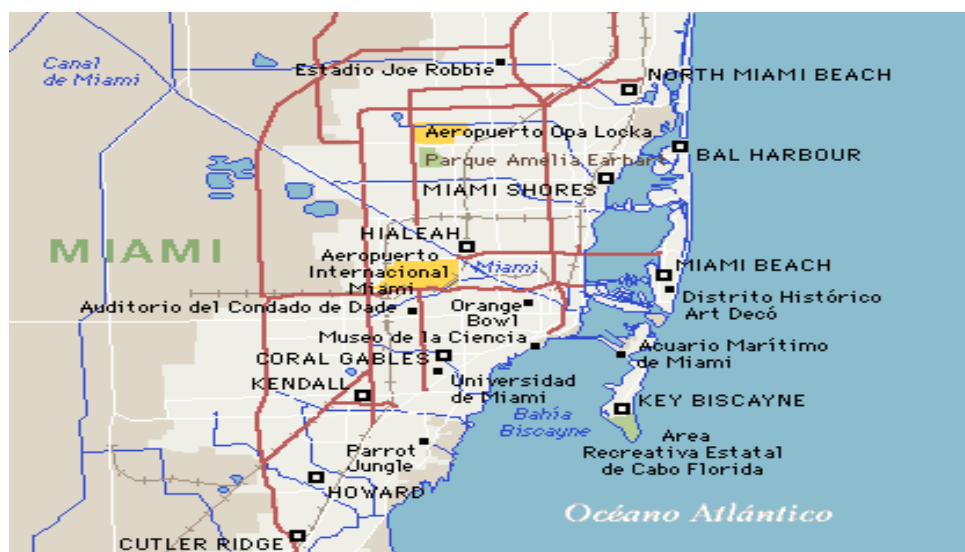 Canal
de Miami
Estadio Joe Robbie
NORTH MIAMI BEACH
Aeropuerto Opa Locka
Parque Amelia Earhart
BAL HARBOUR
MIAMI SHORES
HIALEAH
MIAMI
Aeropuerto
Internacional
Miami
Miami
MIAMI BEACH
Distrito Histórico
Art Decó
Auditorio del Condado de Dade
Orange
Bowl
Museo de la Ciencia
Acuario Marítimo
de Miami
CORAL GABLES
KENDALL
Universidad
de Miami
Bahía
Biscayne
KEY BISCAYNE
Area
Recreativa Estatal
de Cabo Florida
Parrot
Jungle
HOWARD
Océano Atlántico
CUTLER RIDGE